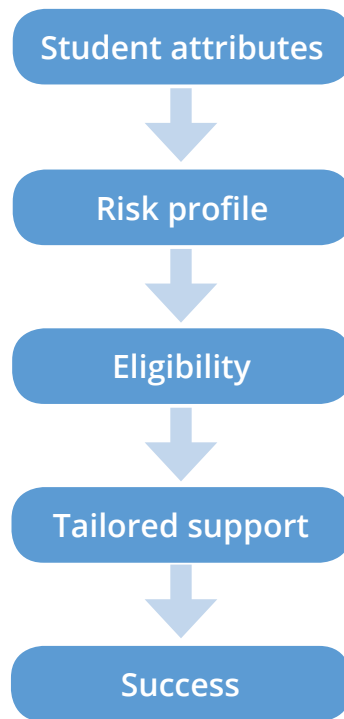 Student attributes
Risk profile
Eligibility
Tailored support
Success